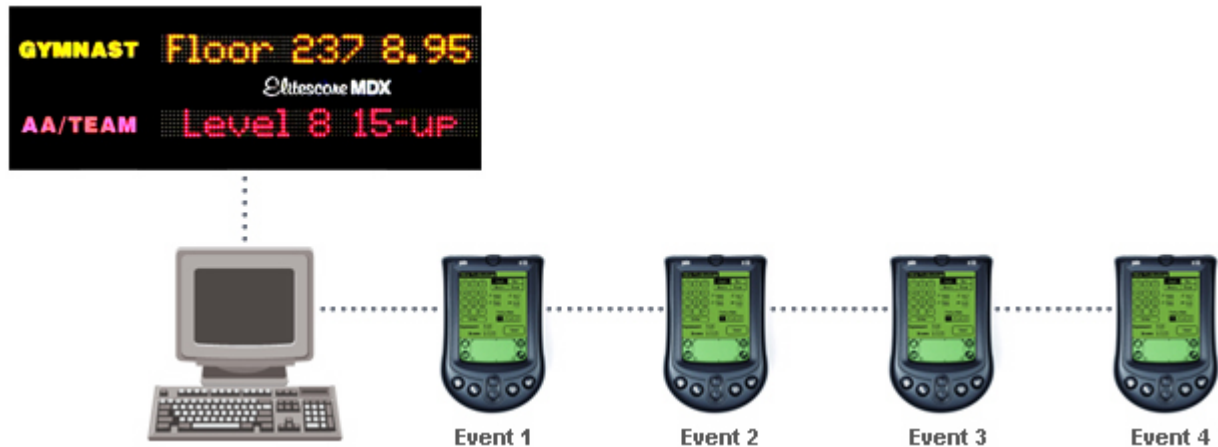 GYMNAST Floor 237 8.95
Elitescore MDX
AA/TEAM Level 8 15-up
Event 1 Event 2 Event 3 Event 4